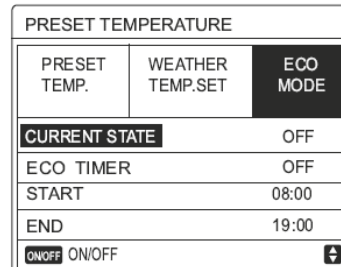 PRESET TEMPERATURE
PRESET TEMP. WEATHER TEMP.SET ECO MODE
CURRENT STATE OFF
ECO TIMER OFF
START 08:00
END 19:00
ON/OFF ON/OFF